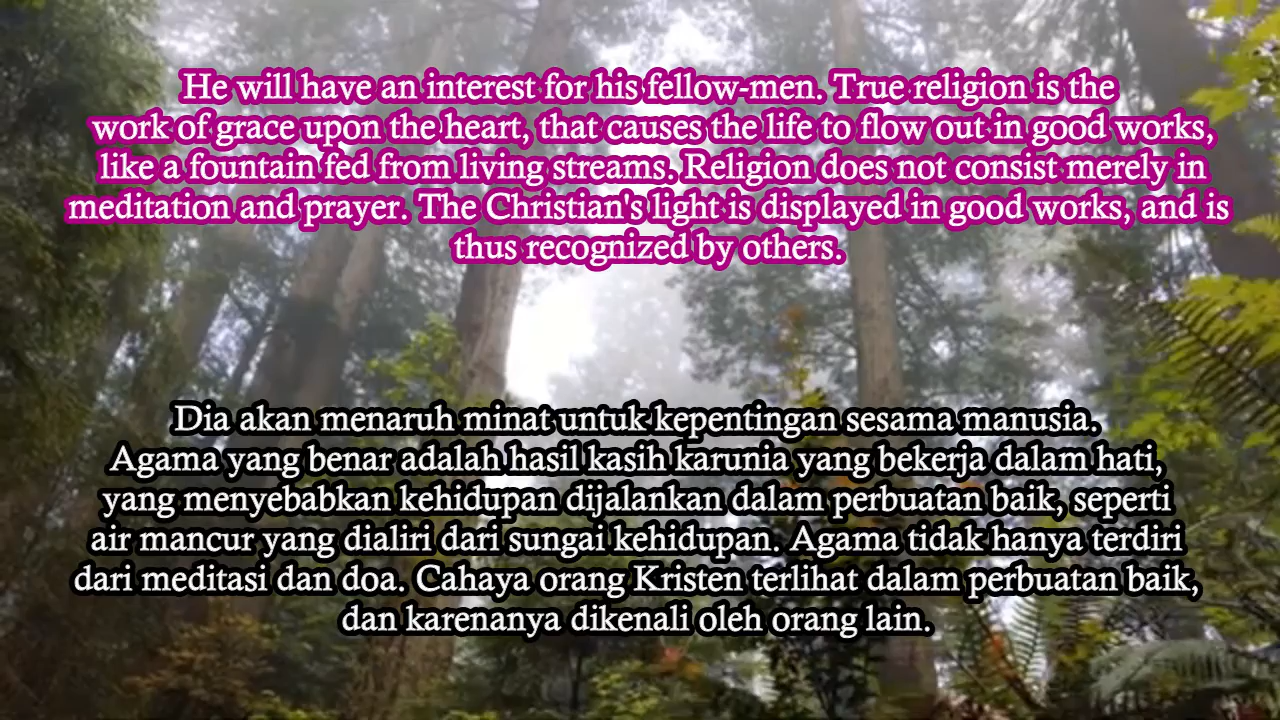 He will have an interest for his fellow-men. True religion is the
work of grace upon the heart, that causes the life to flow out in good works,
like a fountain fed from living streams. Religion does not consist merely in
meditation and prayer. The Christian's light is displayed in good works, and is
thus recognized by others.
Dia akan menaruh minat untuk kepentingan sesama manusia.
Agama yang benar adalah hasil kasih karunia yang bekerja dalam hati,
yang menyebabkan kehidupan dijalankan dalam perbuatan baik, seperti
air mancur yang dialiri dari sungai kehidupan. Agama tidak hanya terdiri
dari meditasi dan doa. Cahaya orang Kristen terlihat dalam perbuatan baik,
dan karenanya dikenali oleh orang lain.